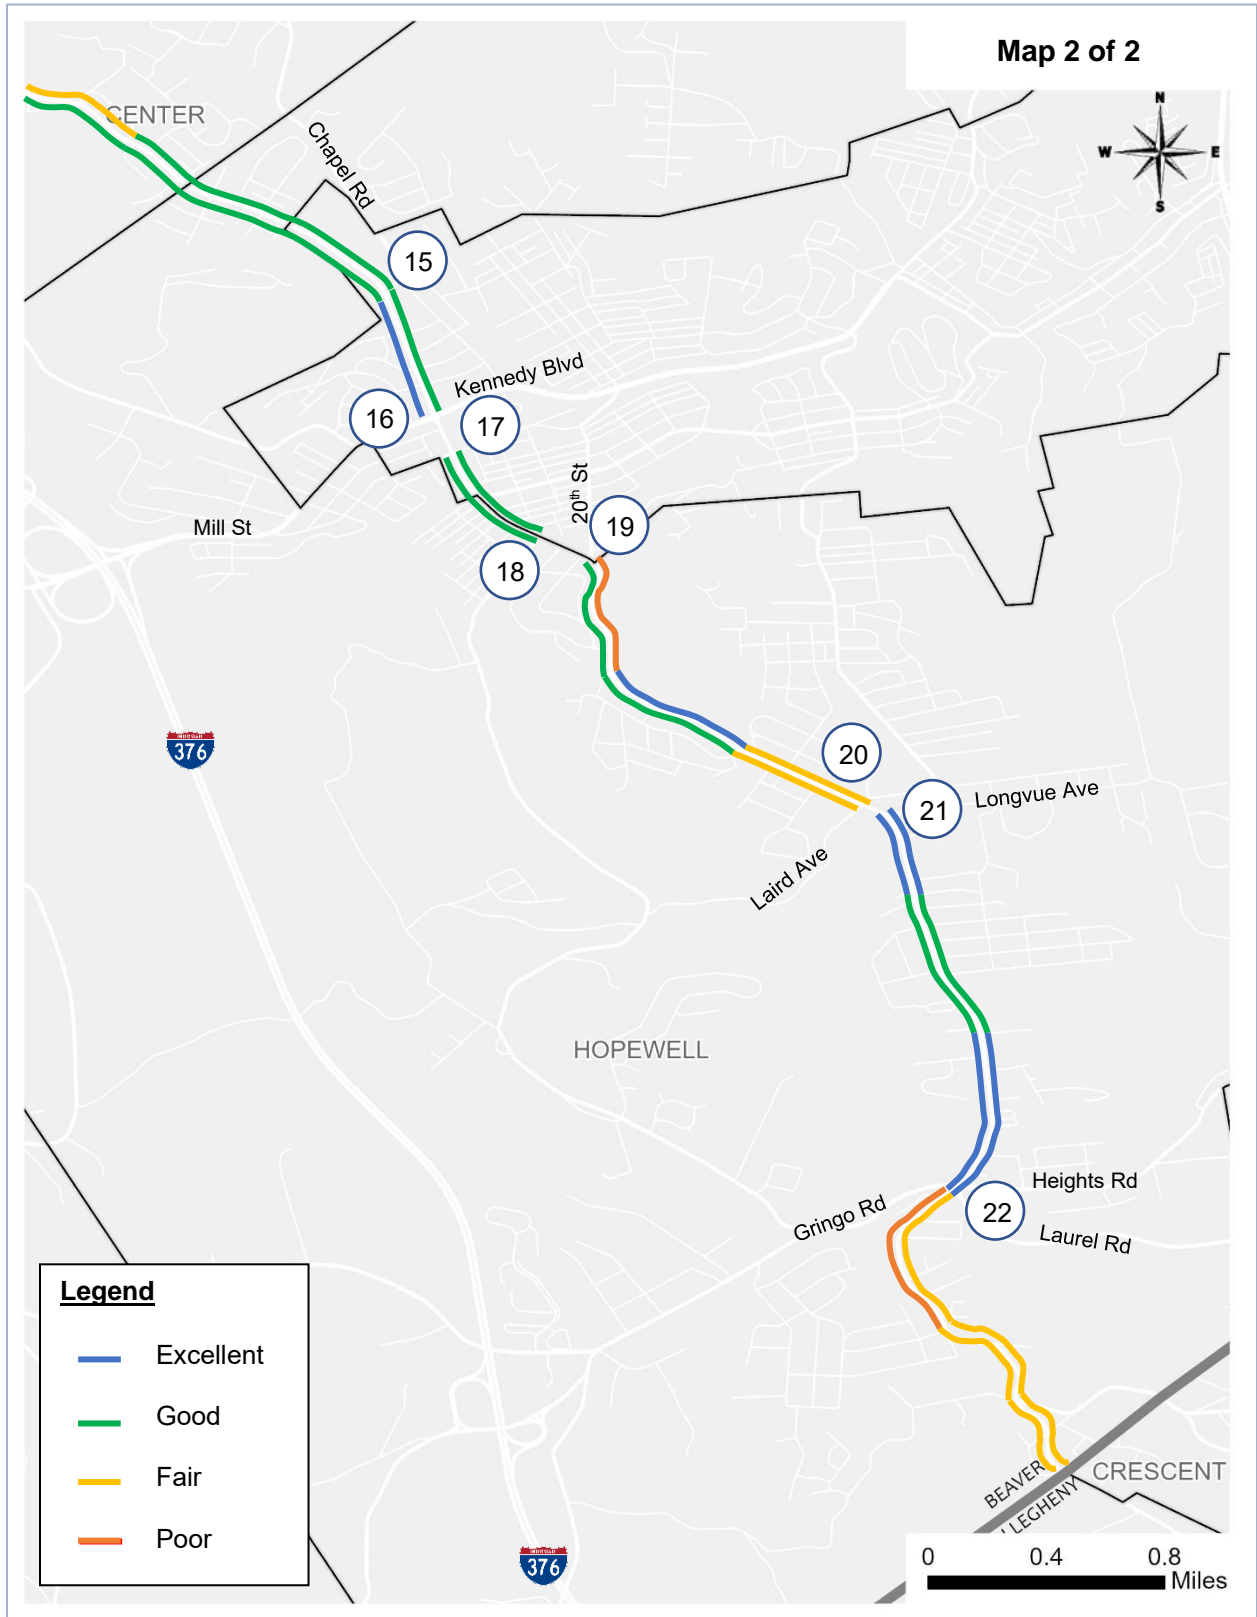 Map 2 of 2
N
W E
S
CENTER
Chapel Rd
15
Kennedy Blvd
16
17
20th St
19
Mill St
18
376
20
21
Longvue Ave
Laird Ave
HOPEWELL
Heights Rd
22
Gringo Rd
Laurel Rd
Legend
Excellent
Good
Fair
Poor
BEAVER
CRESCENT
LLEGHENY
INTERSTATE
376
0 0.4 0.8
Miles